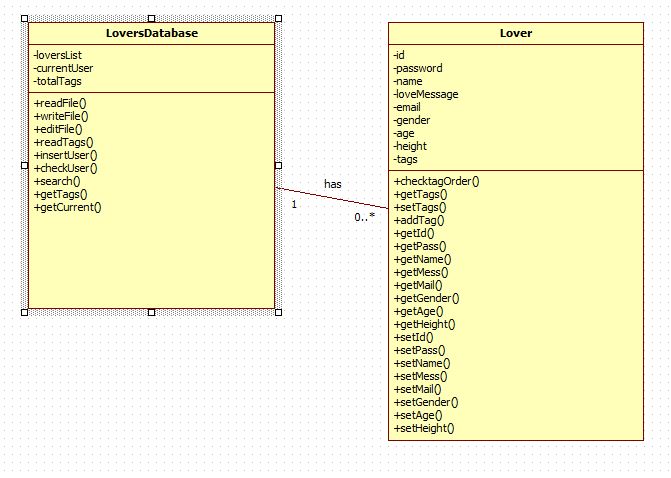 LoversDatabase
-loversList
-currentUser
-totalTags
+readFile()
+writeFile()
+editFile()
+readTags()
+insertUser()
+checkUser()
+search()
+getTags()
+getCurrent()
has
1
0..*
Lover
-id
-password
-name
-loveMessage
-email
-gender
-age
-height
-tags
+checktagOrder()
+getTags()
+setTags()
+addTag()
+getId()
+getPass()
+getName()
+getMess()
+getMail()
+getGender()
+getAge()
+getHeight()
+setId()
+setPass()
+setName()
+setMess()
+setMail()
+setGender()
+setAge()
+setHeight()